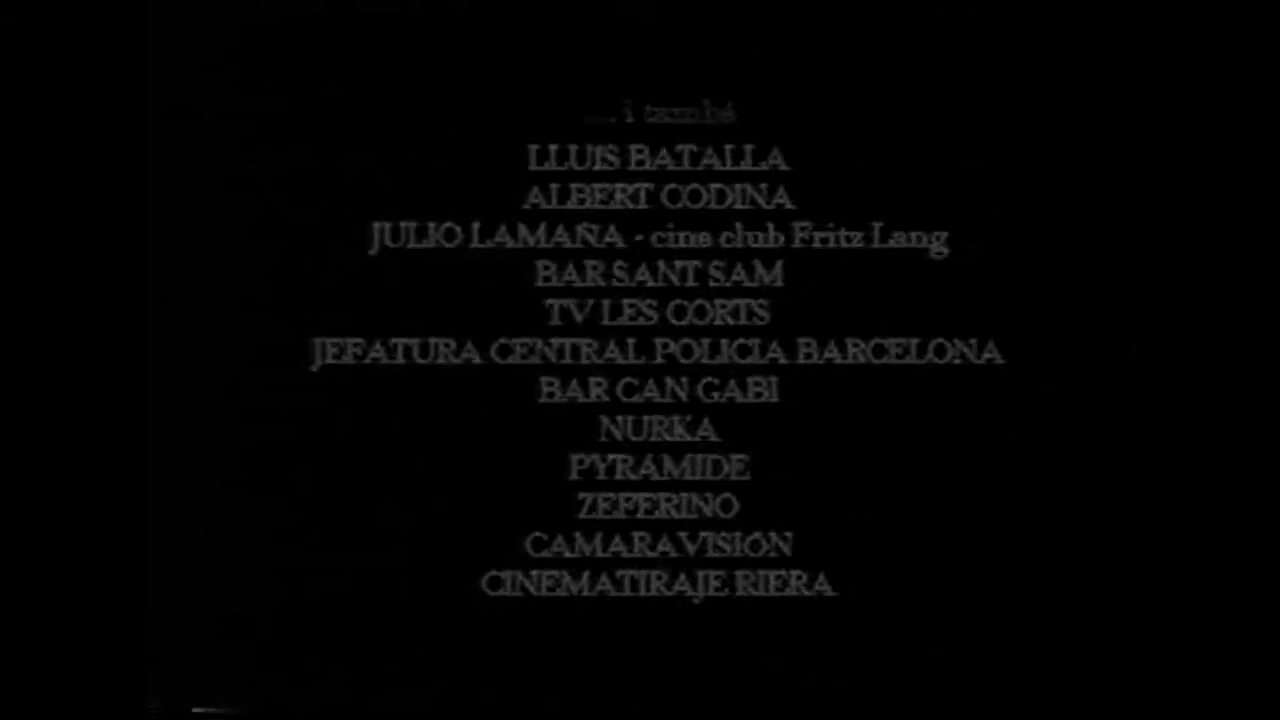 ... i també
LLUIS BATALLA
ALBERT CODINA
JULIO LAMAÑA - cine club Fritz Lang
BAR SANT SAM
TV LES CORTS
JEFATURA CENTRAL POLICIA BARCELONA
BAR CAN GABI
NURKA
PYRAMIDE
ZEFERINO
CAMARAVISION
CINEMATIRAJE RIERA